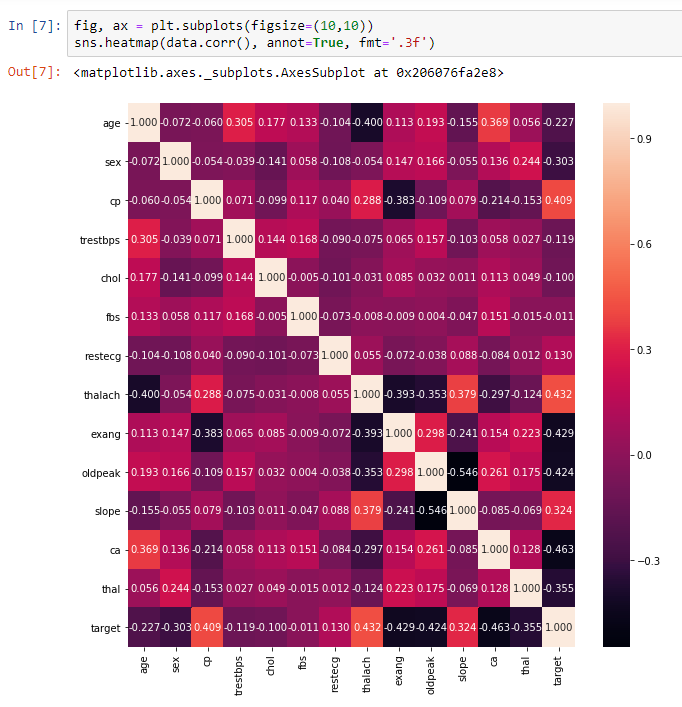 In [7]: fig, ax = plt.subplots(figsize=(10,10))
sns.heatmap(data.corr(), annot=True, fmt='.3f')
Out[7]: <matplotlib.axes._subplots.AxesSubplot at 0x206076fa2e8>
age 1.000 -0.072 -0.060 0.305 0.177 0.133 -0.104 -0.400 0.113 0.193 -0.155 0.369 0.056 -0.227
sex -0.072 1.000 -0.054 -0.039 -0.141 0.058 -0.108 -0.054 0.147 0.166 -0.055 0.136 0.244 -0.303
cp -0.060 -0.054 1.000 0.071 -0.099 0.117 0.040 0.288 -0.383 -0.109 0.079 -0.214 -0.153 0.409
trestbps 0.305 -0.039 0.071 1.000 0.144 0.168 -0.090 -0.075 0.065 0.157 -0.103 0.058 0.027 -0.119
chol 0.177 -0.141 -0.099 0.144 1.000 -0.005 -0.101 -0.031 0.085 0.032 0.011 0.113 0.049 -0.100
fbs 0.133 0.058 0.117 0.168 -0.005 1.000 -0.073 -0.008 -0.009 0.004 -0.047 0.151 -0.015 -0.011
restecg -0.104 -0.108 0.040 -0.090 -0.101 -0.073 1.000 0.055 -0.072 -0.038 0.088 -0.084 0.012 0.130
thalach -0.400 -0.054 0.288 -0.075 -0.031 -0.008 0.055 1.000 -0.393 -0.353 0.379 -0.297 -0.124 0.432
exang 0.113 0.147 -0.383 0.065 0.085 -0.009 -0.072 -0.393 1.000 0.298 -0.241 0.154 0.223 -0.429
oldpeak 0.193 0.166 -0.109 0.157 0.032 0.004 -0.038 -0.353 0.298 1.000 -0.546 0.261 0.175 -0.424
slope -0.155 -0.055 0.079 -0.103 0.011 -0.047 0.088 0.379 -0.241 -0.546 1.000 -0.085 -0.069 0.324
ca 0.369 0.136 -0.214 0.058 0.113 0.151 -0.084 -0.297 0.154 0.261 -0.085 1.000 0.128 -0.463
thal 0.056 0.244 -0.153 0.027 0.049 -0.015 0.012 -0.124 0.223 0.175 -0.069 0.128 1.000 -0.355
target -0.227 -0.303 0.409 -0.119 -0.100 -0.011 0.130 0.432 -0.429 -0.424 0.324 -0.463 -0.355 1.000
age sex cp trestbps chol fbs restecg thalach exang oldpeak slope ca thal target
0.9
0.6
0.3
0.0
−0.3